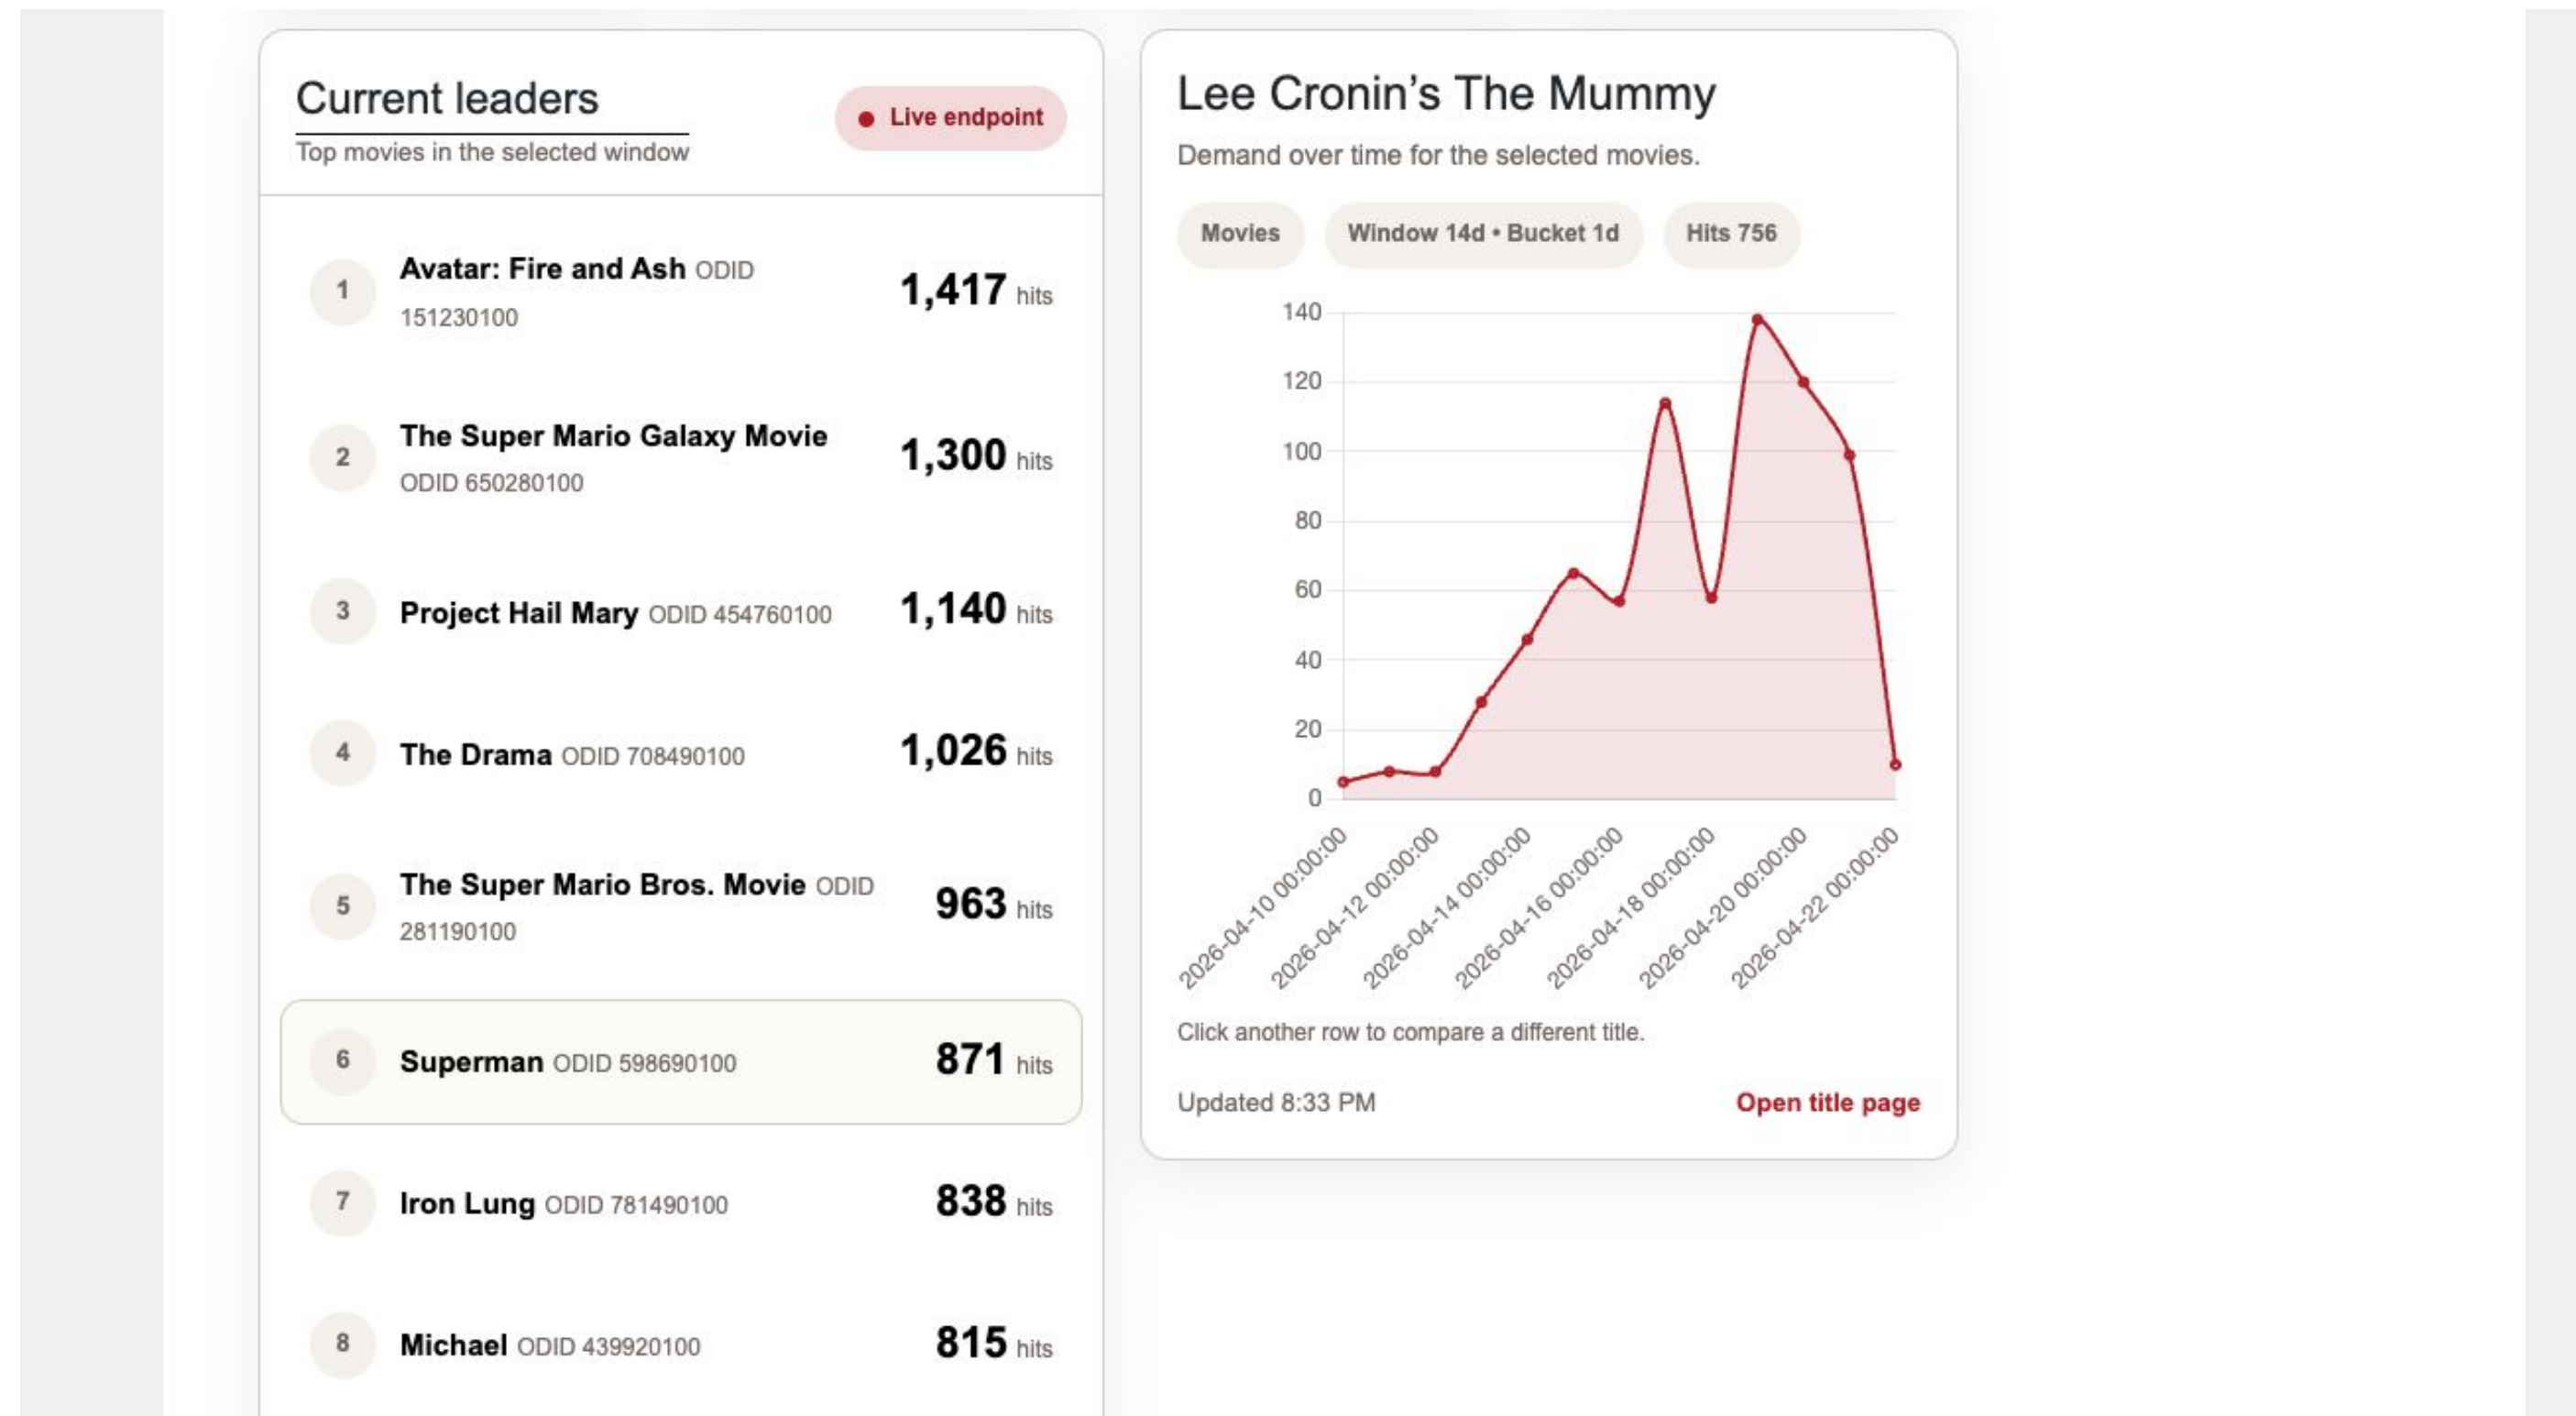 Current leaders
Top movies in the selected window
Live endpoint
1
Avatar: Fire and Ash ODID
151230100
1,417 hits
2
The Super Mario Galaxy Movie
ODID 650280100
1,300 hits
3
Project Hail Mary ODID 454760100
1,140 hits
4
The Drama ODID 708490100
1,026 hits
5
The Super Mario Bros. Movie ODID
281190100
963 hits
6
Superman ODID 598690100
871 hits
7
Iron Lung ODID 781490100
838 hits
8
Michael ODID 439920100
815 hits
Lee Cronin’s The Mummy
Demand over time for the selected movies.
Movies
Window 14d • Bucket 1d
Hits 756
140
120
100
80
60
40
20
0
2026-04-10 00:00:00
2026-04-12 00:00:00
2026-04-14 00:00:00
2026-04-16 00:00:00
2026-04-18 00:00:00
2026-04-20 00:00:00
2026-04-22 00:00:00
Click another row to compare a different title.
Updated 8:33 PM
Open title page